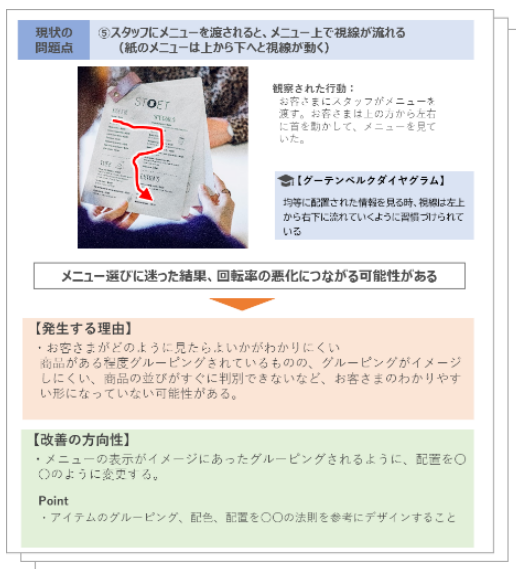 現状の
問題点
⑤スタッフにメニューを渡されると、メニュー上で視線が流れる
（紙のメニューは上から下へと視線が動く）
STOET
観察された行動：
お客さまにスタッフがメニューを
渡す。お客さまは上の方から左右
に首を動かして、メニューを見て
いた。
【グーテンベルクダイヤグラム】
均等に配置された情報を見る時、視線は左上
から右下に流れていくように習慣づけられて
いる
メニュー選びに迷った結果、回転率の悪化につながる可能性がある
【発生する理由】
・お客さまがどのように見たらよいかがわかりにくい
商品がある程度グルーピングされているものの、グルーピングがイメージ
しにくい、商品の並びがすぐに判別できないなど、お客さまのわかりやす
い形になっていない可能性がある。
【改善の方向性】
・メニューの表示がイメージにあったグルーピングされるように、配置を〇
〇のように変更する。
Point
・アイテムのグルーピング、配色、配置を〇〇の法則を参考にデザインすること